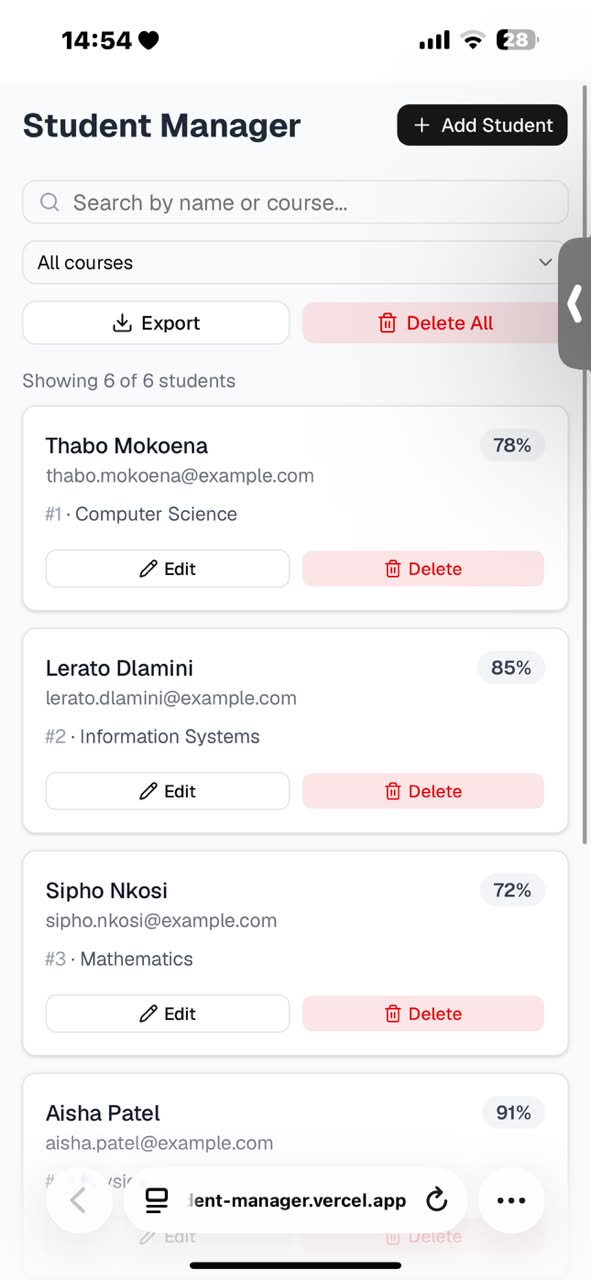 14:54 28
Student Manager
Add Student
Search by name or course...
All courses
Export
Delete All
Showing 6 of 6 students
Thabo Mokoena
78%
thabo.mokoena@example.com
#1 · Computer Science
Edit
Delete
Lerato Dlamini
85%
lerato.dlamini@example.com
#2 · Information Systems
Edit
Delete
Sipho Nkosi
72%
sipho.nkosi@example.com
#3 · Mathematics
Edit
Delete
Aisha Patel
91%
aisha.patel@example.com
ent-manager.vercel.app
Edit
Delete